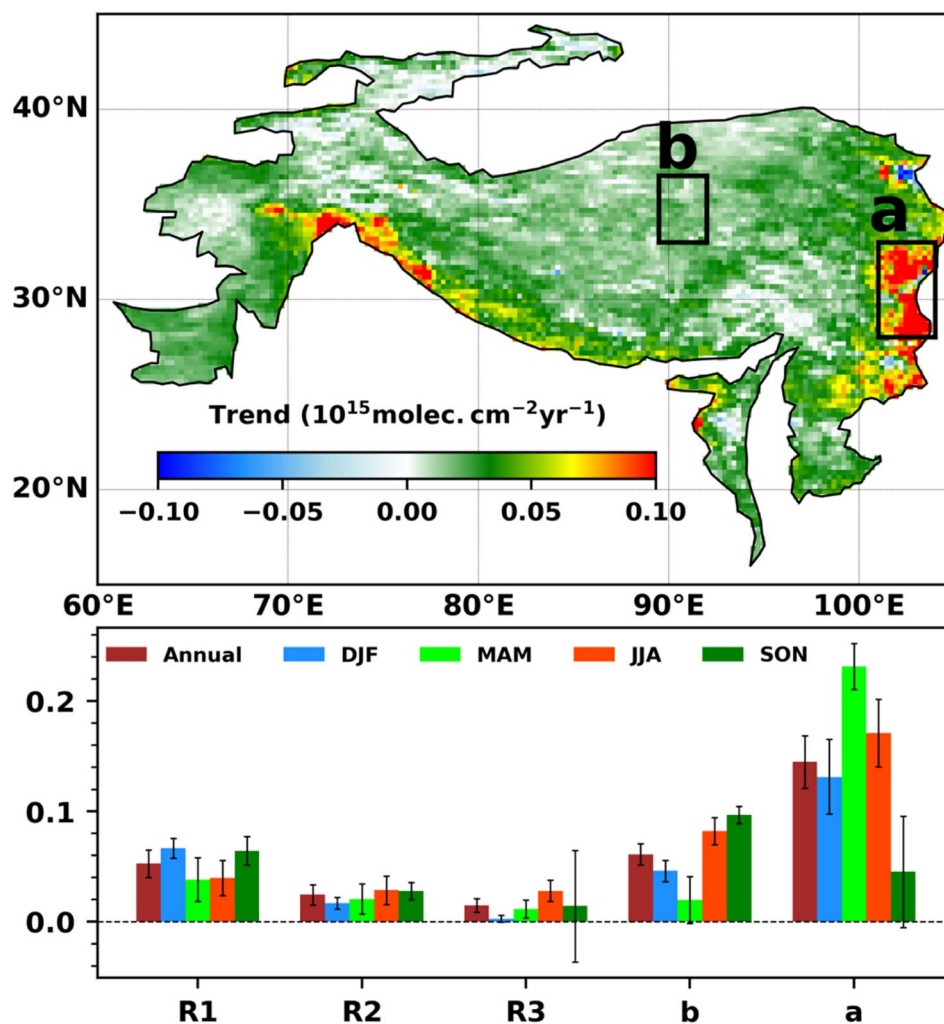 40°N
b
a
30°N
Trend (10¹⁵molec. cm⁻²yr⁻¹)
20°N
−0.10 −0.05 0.00 0.05 0.10
60°E 70°E 80°E 90°E 100°E
Annual DJF MAM JJA SON
0.2
0.1
0.0
R1 R2 R3 b a